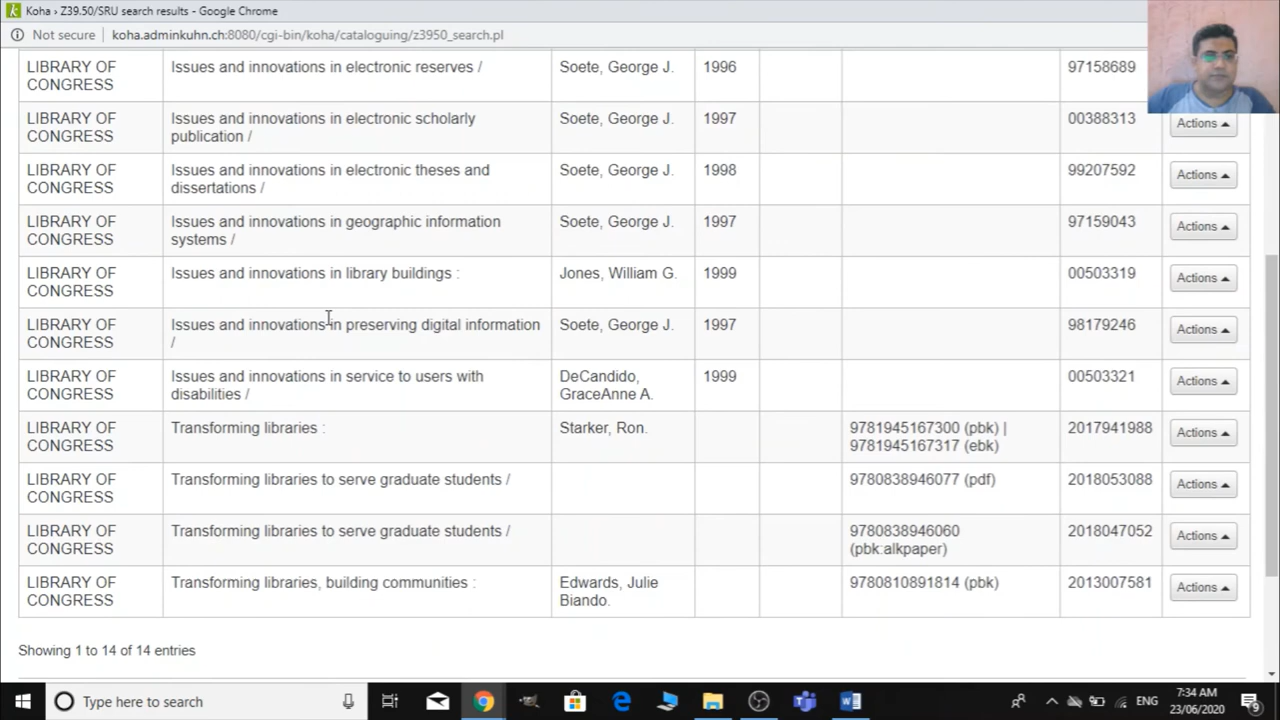 Koha › Z39.50/SRU search results - Google Chrome
Not secure koha.adminkuhn.ch:8080/cgi-bin/koha/cataloguing/z3950_search.pl
LIBRARY OF Issues and innovations in electronic reserves / Soete, George J. 1996 97158689
CONGRESS
LIBRARY OF Issues and innovations in electronic scholarly Soete, George J. 1997 00388313 Actions
CONGRESS publication /
LIBRARY OF Issues and innovations in electronic theses and Soete, George J. 1998 99207592 Actions
CONGRESS dissertations /
LIBRARY OF Issues and innovations in geographic information Soete, George J. 1997 97159043 Actions
CONGRESS systems /
LIBRARY OF Issues and innovations in library buildings : Jones, William G. 1999 00503319 Actions
CONGRESS
LIBRARY OF Issues and innovations in preserving digital information Soete, George J. 1997 98179246 Actions
CONGRESS /
LIBRARY OF Issues and innovations in service to users with DeCandido, 1999 00503321 Actions
CONGRESS disabilities / GraceAnne A.
LIBRARY OF Transforming libraries : Starker, Ron. 9781945167300 (pbk) | 2017941988 Actions
CONGRESS 9781945167317 (ebk)
LIBRARY OF Transforming libraries to serve graduate students / 9780838946077 (pdf) 2018053088 Actions
CONGRESS
LIBRARY OF Transforming libraries to serve graduate students / 9780838946060 2018047052 Actions
CONGRESS (pbk:alkpaper)
LIBRARY OF Transforming libraries, building communities : Edwards, Julie 9780810891814 (pbk) 2013007581 Actions
CONGRESS Biando.
Showing 1 to 14 of 14 entries
Type here to search ENG 7:34 AM
23/06/2020 9